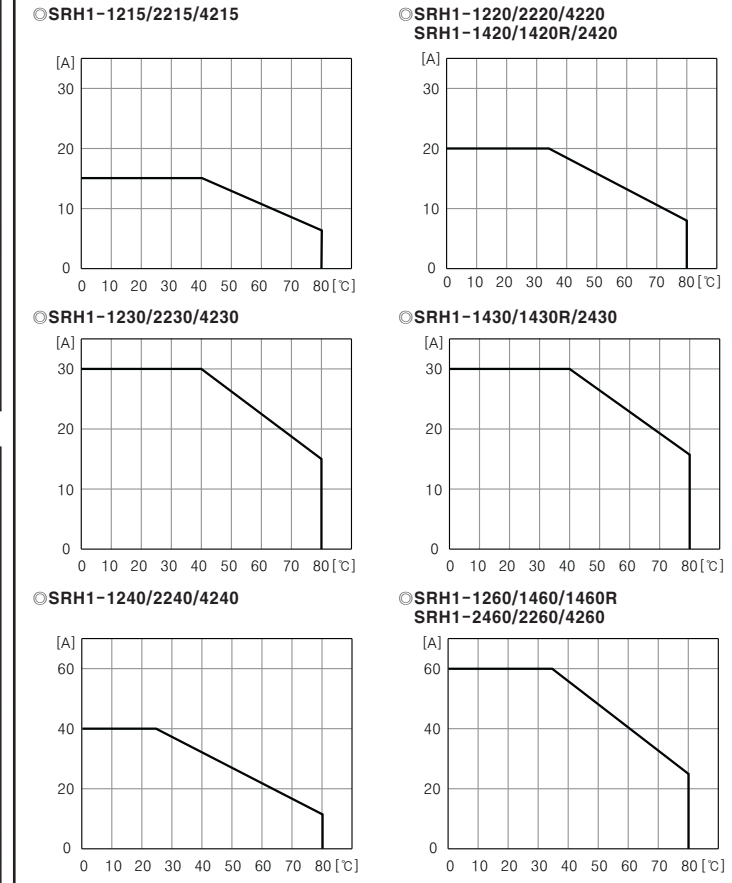 ◎SRH1-1215/2215/4215
[A]
30
20
10
0
0 10 20 30 40 50 60 70 80 [℃]
◎SRH1-1220/2220/4220
SRH1-1420/1420R/2420
[A]
30
20
10
0
0 10 20 30 40 50 60 70 80 [℃]
◎SRH1-1230/2230/4230
[A]
30
20
10
0
0 10 20 30 40 50 60 70 80 [℃]
◎SRH1-1430/1430R/2430
[A]
30
20
10
0
0 10 20 30 40 50 60 70 80 [℃]
◎SRH1-1240/2240/4240
[A]
60
40
20
0
0 10 20 30 40 50 60 70 80 [℃]
◎SRH1-1260/1460/1460R
SRH1-2460/2260/4260
[A]
60
40
20
0
0 10 20 30 40 50 60 70 80 [℃]